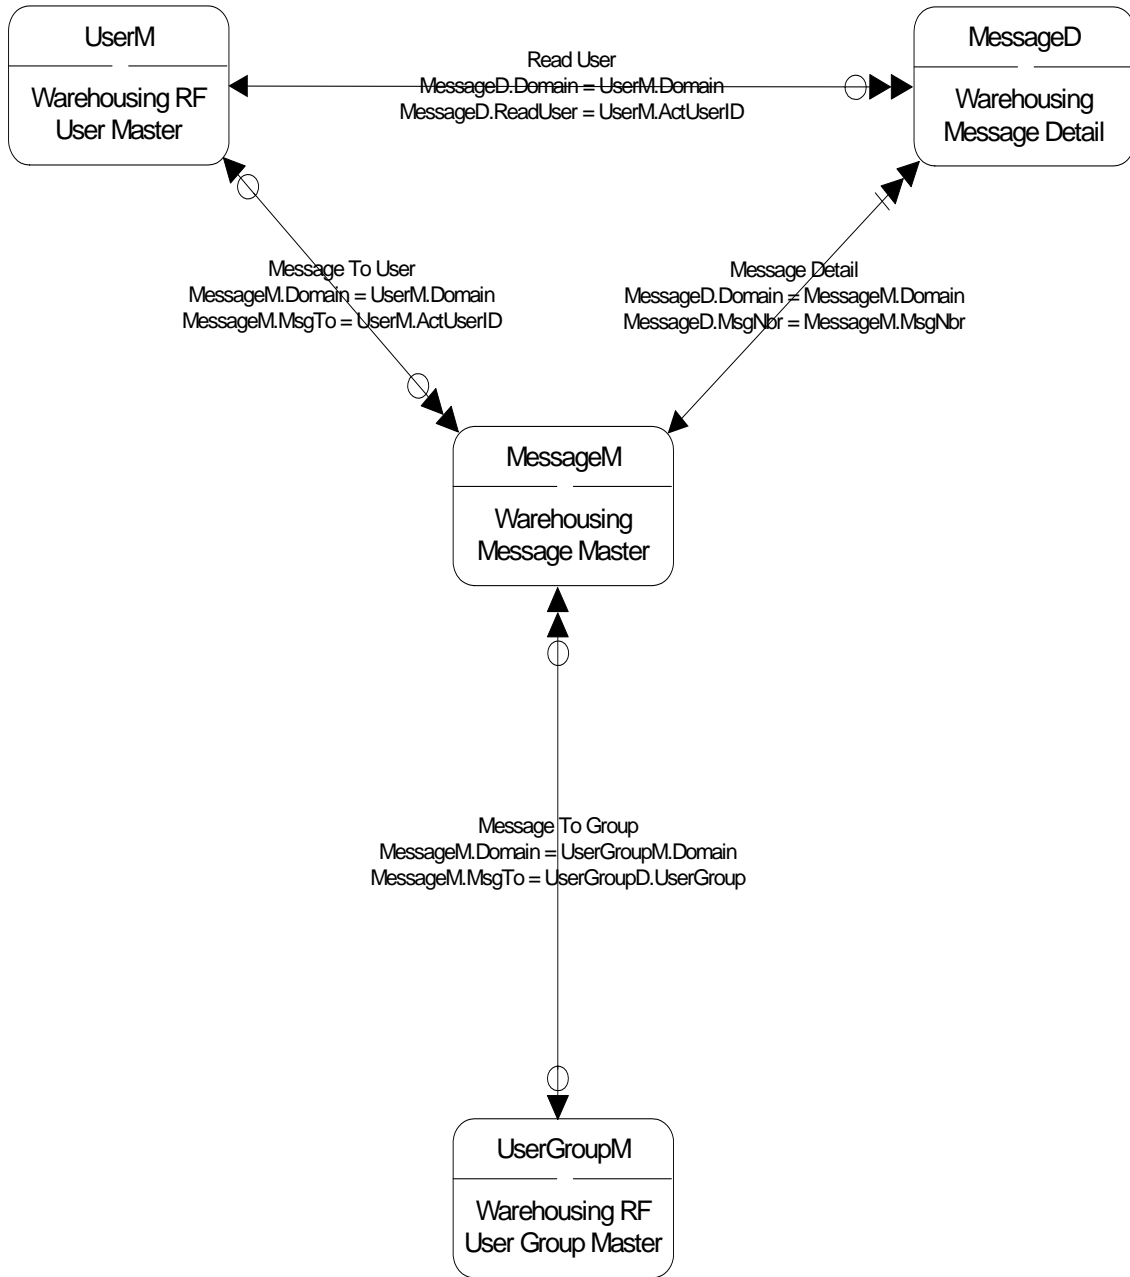 UserM
Warehousing RF
User Master
Read User
MessageD.Domain = UserM.Domain
MessageD.ReadUser = UserM.ActUserID
MessageD
Warehousing
Message Detail
Message To User
MessageM.Domain = UserM.Domain
MessageM.MsgTo = UserM.ActUserID
Message Detail
MessageD.Domain = MessageM.Domain
MessageD.MsgNbr = MessageM.MsgNbr
MessageM
Warehousing
Message Master
Message To Group
MessageM.Domain = UserGroupM.Domain
MessageM.MsgTo = UserGroupD.UserGroup
UserGroupM
Warehousing RF
User Group Master